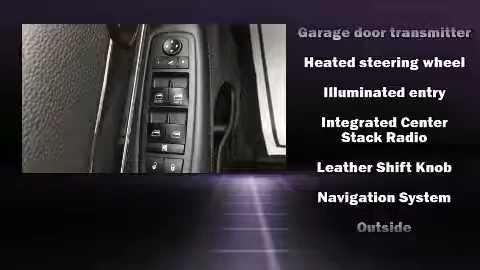 Garage door transmitter
Heated steering wheel
Illuminated entry
Integrated Center
Stack Radio
Leather Shift Knob
Navigation System
Outside